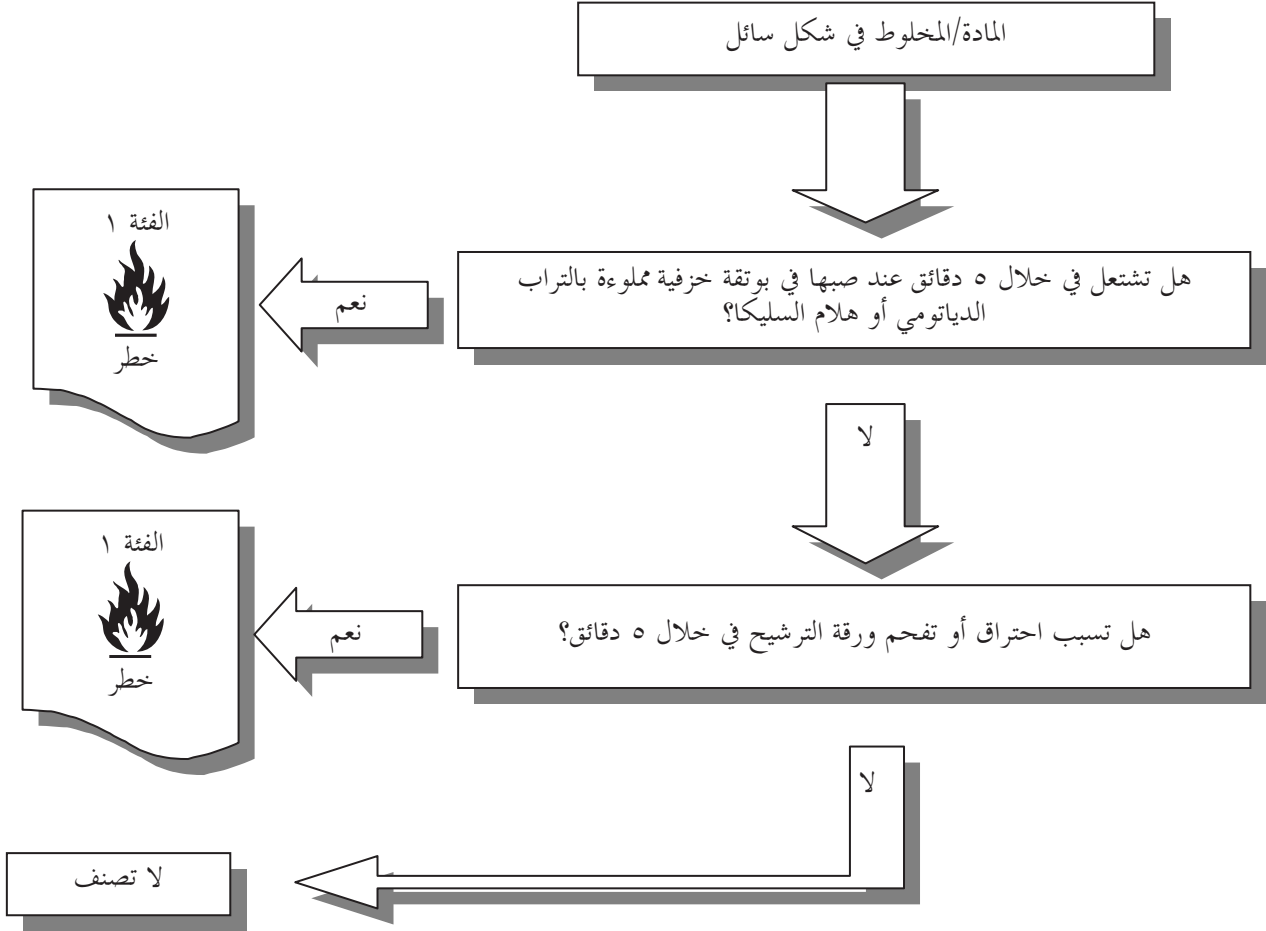 المادة/المخلوط في شكل سائل
هل تشتعل في خلال ٥ دقائق عند صبها في بوتقة خزفية مملوءة بالتراب
الدياتومي أو هلام السليكا؟
نعم
الفئة ١
خطر
لا
هل تسبب احتراق أو تفحم ورقة الترشيح في خلال ٥ دقائق؟
نعم
الفئة ١
خطر
لا
لا تصنف